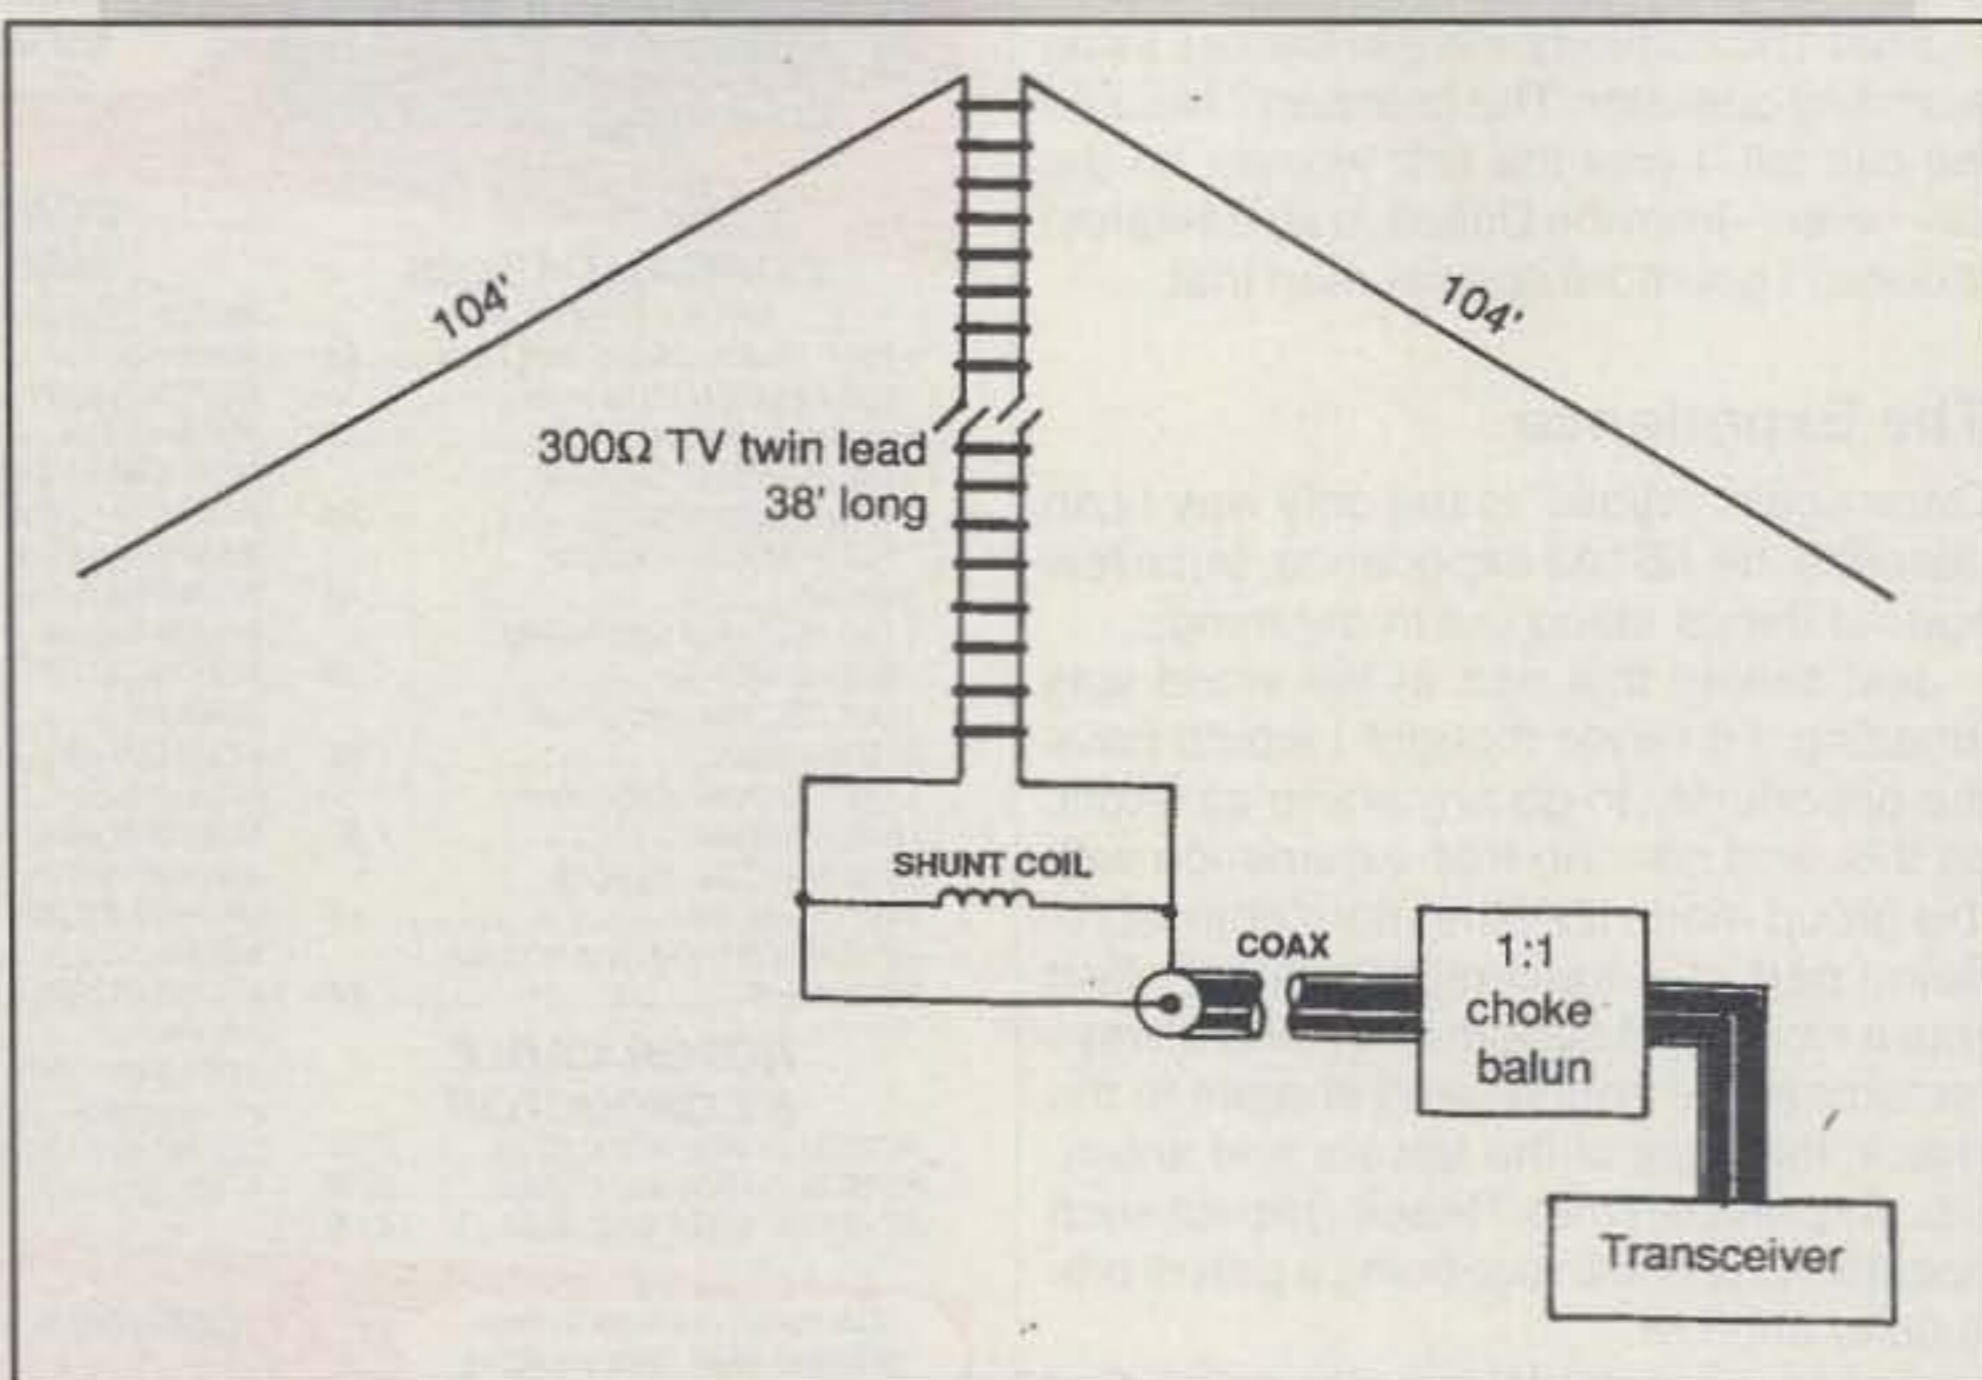 104'
104'
300Ω TV twin lead
38' long
SHUNT COIL
COAX
1:1
choke
balun
Transceiver